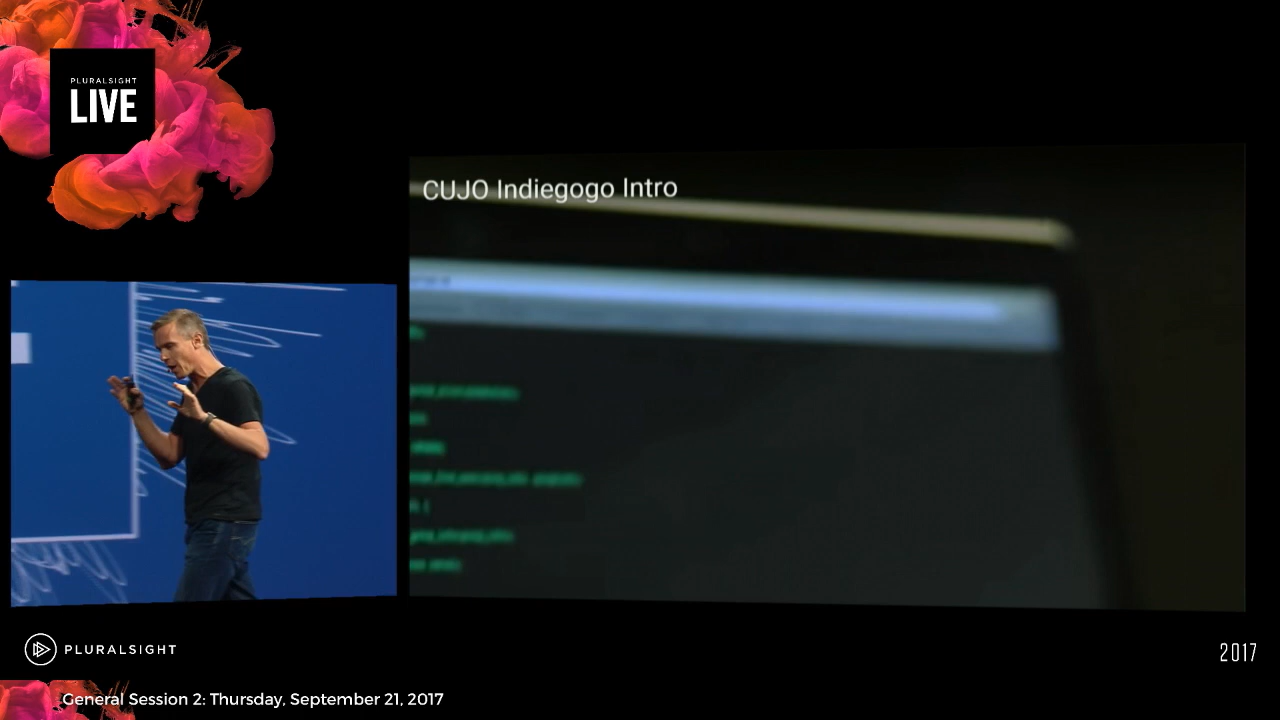 PLURALSIGHT
LIVE
CUJO Indiegogo Intro
PLURALSIGHT
2017
General Session 2: Thursday, September 21, 2017